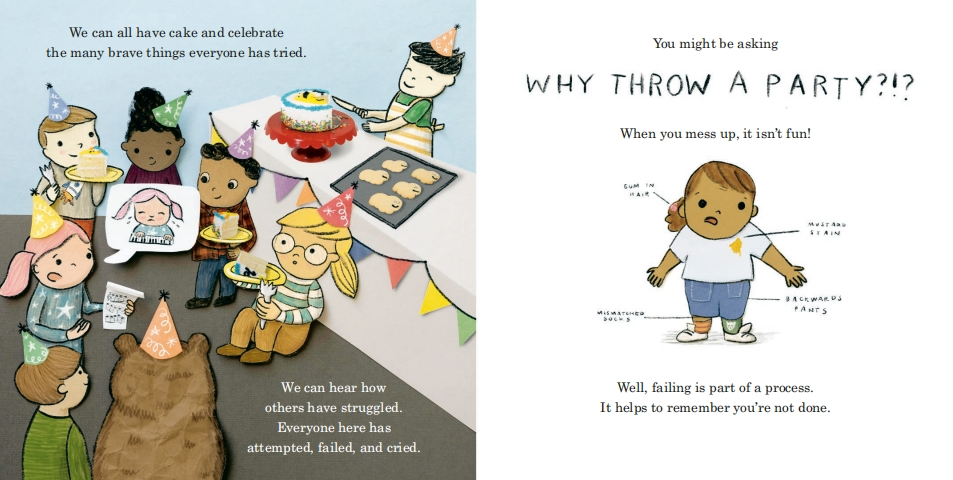 We can all have cake and celebrate
the many brave things everyone has tried.
We can hear how
others have struggled.
Everyone here has
attempted, failed, and cried.
You might be asking
WHY THROW A PARTY?!?
When you mess up, it isn't fun!
GUM IN
HAIR
MUSTARD
STAIN
BACKWARDS
PANTS
MISMATCHED
SOCKS
Well, failing is part of a process.
It helps to remember you're not done.